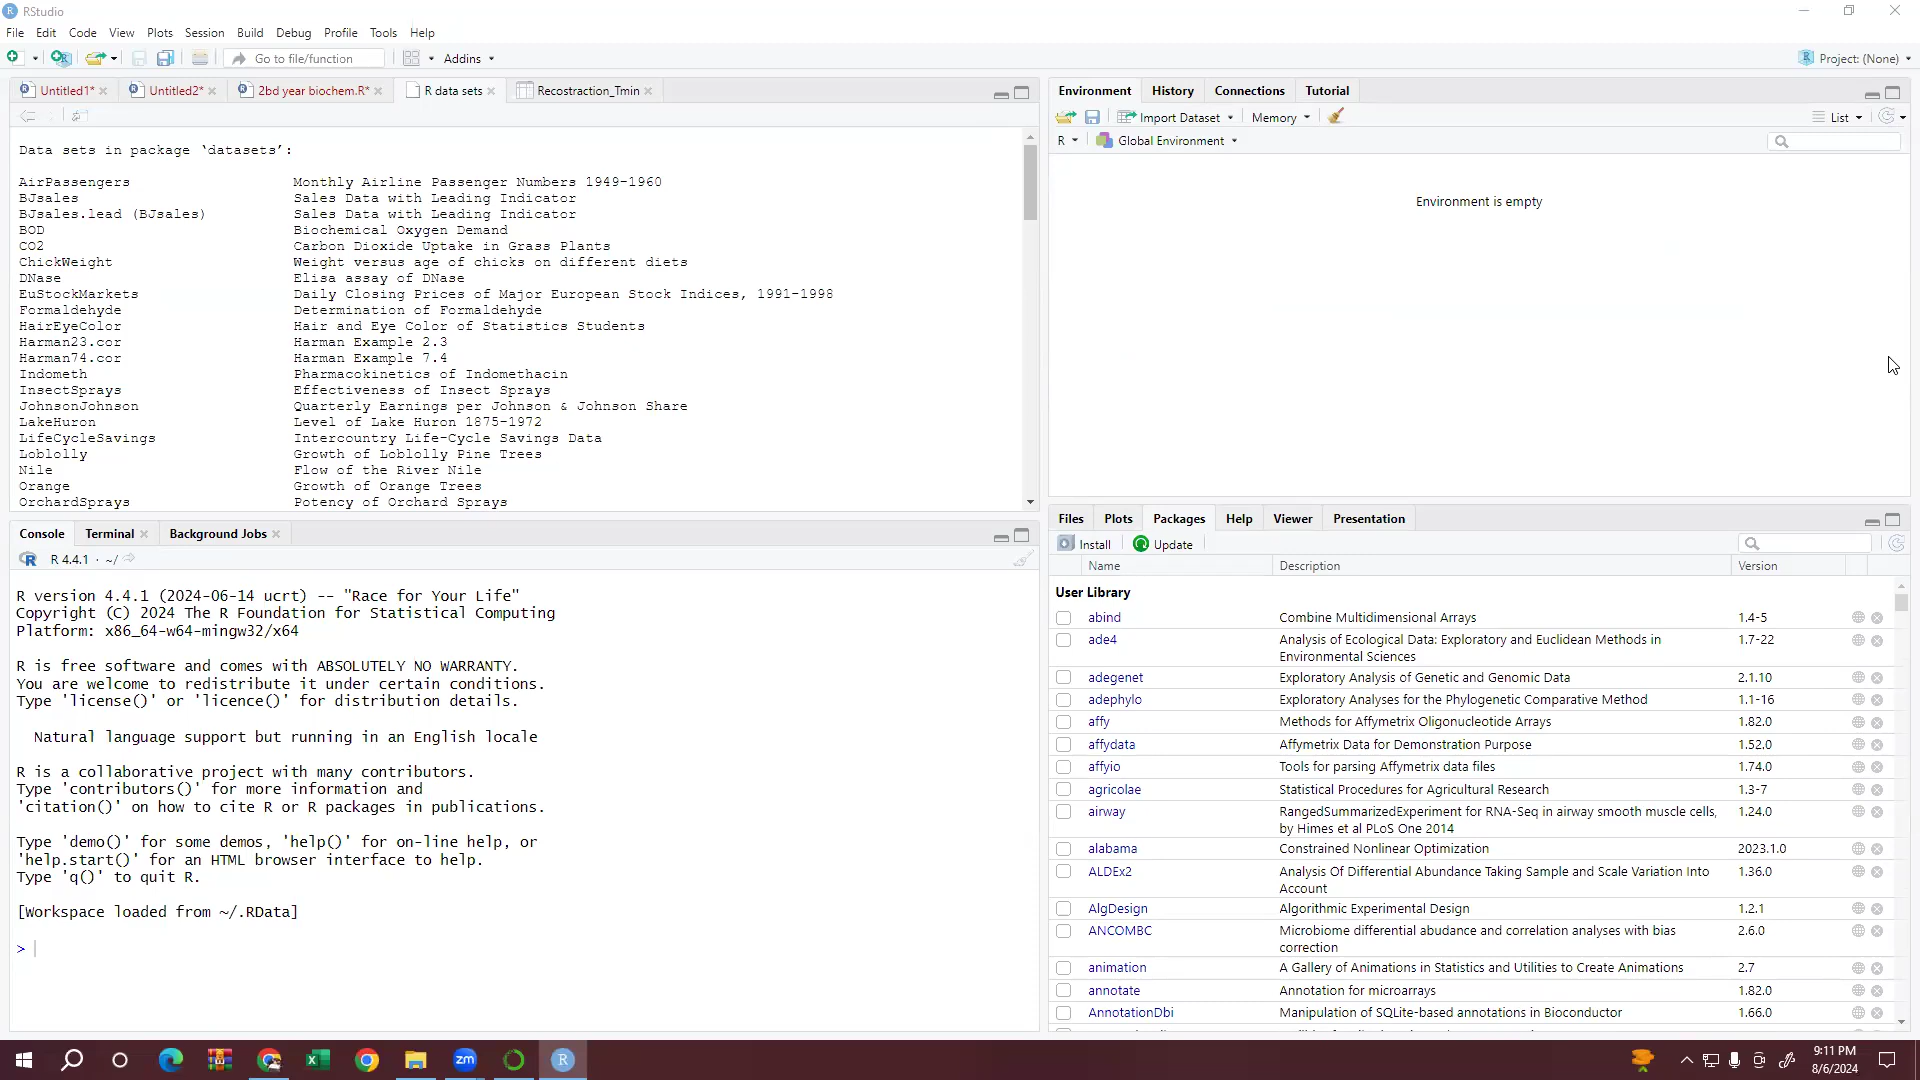 RStudio
File Edit Code View Plots Session Build Debug Profile Tools Help
Go to file/function Addins Project: (None)
Untitled1* Untitled2* 2bd year biochem.R* R data sets Recostraction_Tmin
Data sets in package ‘datasets’:
AirPassengers Monthly Airline Passenger Numbers 1949-1960
BJsales Sales Data with Leading Indicator
BJsales.lead (BJsales) Sales Data with Leading Indicator
BOD Biochemical Oxygen Demand
CO2 Carbon Dioxide Uptake in Grass Plants
ChickWeight Weight versus age of chicks on different diets
DNase Elisa assay of DNase
EuStockMarkets Daily Closing Prices of Major European Stock Indices, 1991-1998
Formaldehyde Determination of Formaldehyde
HairEyeColor Hair and Eye Color of Statistics Students
Harman23.cor Harman Example 2.3
Harman74.cor Harman Example 7.4
Indometh Pharmacokinetics of Indomethacin
InsectSprays Effectiveness of Insect Sprays
JohnsonJohnson Quarterly Earnings per Johnson & Johnson Share
LakeHuron Level of Lake Huron 1875-1972
LifeCycleSavings Intercountry Life-Cycle Savings Data
Loblolly Growth of Loblolly Pine Trees
Nile Flow of the River Nile
Orange Growth of Orange Trees
OrchardSprays Potency of Orchard Sprays
Console Terminal Background Jobs
R 4.4.1 · ~/
R version 4.4.1 (2024-06-14 ucrt) -- "Race for Your Life"
Copyright (C) 2024 The R Foundation for Statistical Computing
Platform: x86_64-w64-mingw32/x64
R is free software and comes with ABSOLUTELY NO WARRANTY.
You are welcome to redistribute it under certain conditions.
Type 'license()' or 'licence()' for distribution details.
Natural language support but running in an English locale
R is a collaborative project with many contributors.
Type 'contributors()' for more information and
'citation()' on how to cite R or R packages in publications.
Type 'demo()' for some demos, 'help()' for on-line help, or
'help.start()' for an HTML browser interface to help.
Type 'q()' to quit R.
[Workspace loaded from ~/.RData]
>
Environment History Connections Tutorial
Import Dataset Memory List
R Global Environment
Environment is empty
Files Plots Packages Help Viewer Presentation
Install Update
Name Description Version
User Library
abind Combine Multidimensional Arrays 1.4-5
ade4 Analysis of Ecological Data: Exploratory and Euclidean Methods in 1.7-22
Environmental Sciences
adegenet Exploratory Analysis of Genetic and Genomic Data 2.1.10
adephylo Exploratory Analyses for the Phylogenetic Comparative Method 1.1-16
affy Methods for Affymetrix Oligonucleotide Arrays 1.82.0
affydata Affymetrix Data for Demonstration Purpose 1.52.0
affyio Tools for parsing Affymetrix data files 1.74.0
agricolae Statistical Procedures for Agricultural Research 1.3-7
airway RangedSummarizedExperiment for RNA-Seq in airway smooth muscle cells, 1.24.0
by Himes et al PLoS One 2014
alabama Constrained Nonlinear Optimization 2023.1.0
ALDEx2 Analysis Of Differential Abundance Taking Sample and Scale Variation Into 1.36.0
Account
AlgDesign Algorithmic Experimental Design 1.2.1
ANCOMBC Microbiome differential abudance and correlation analyses with bias 2.6.0
correction
animation A Gallery of Animations in Statistics and Utilities to Create Animations 2.7
annotate Annotation for microarrays 1.82.0
AnnotationDbi Manipulation of SQLite-based annotations in Bioconductor 1.66.0
zm
9:11 PM
8/6/2024